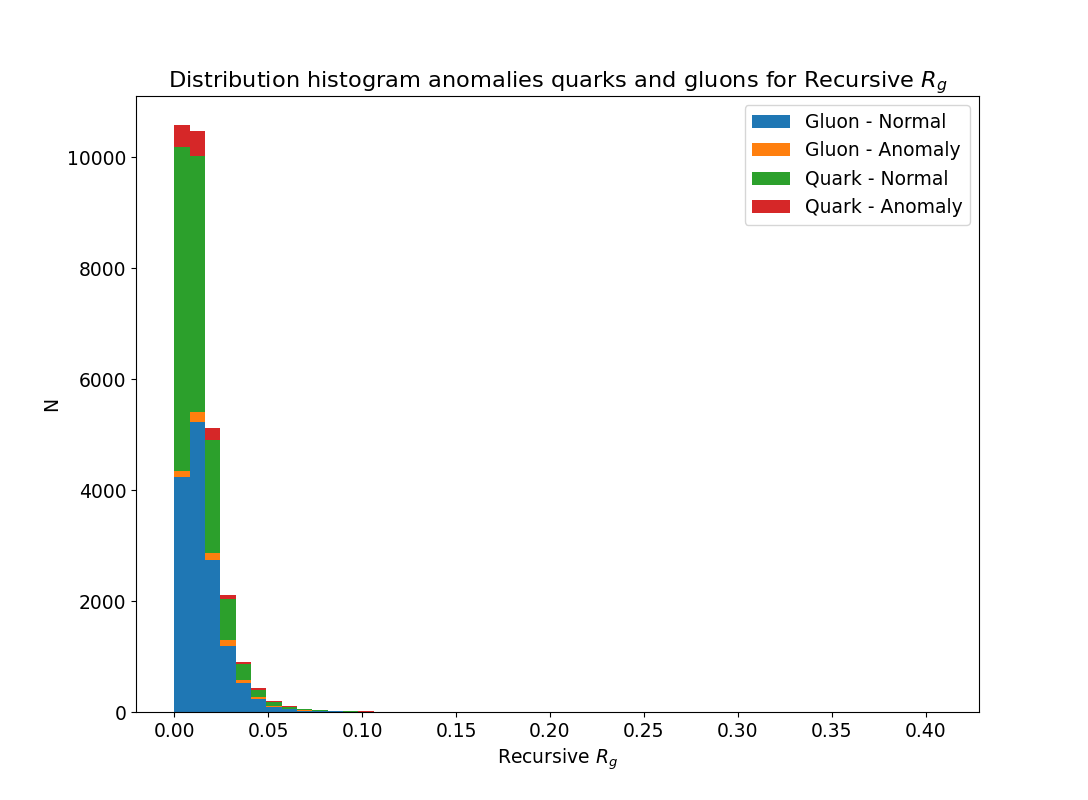 Distribution histogram anomalies quarks and gluons for Recursive $R_g$
Gluon - Normal
Gluon - Anomaly
Quark - Normal
Quark - Anomaly
N
10000
8000
6000
4000
2000
0
0.00 0.05 0.10 0.15 0.20 0.25 0.30 0.35 0.40
Recursive $R_g$